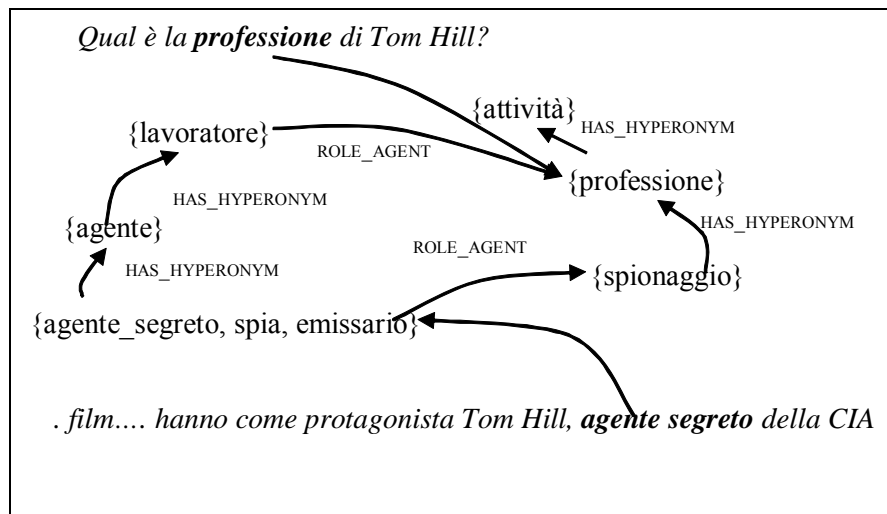 Qual è la professione di Tom Hill?
{attività}
HAS_HYPERONYM
{lavoratore}
ROLE_AGENT
{professione}
HAS_HYPERONYM
{agente}
HAS_HYPERONYM
ROLE_AGENT
HAS_HYPERONYM
{spionaggio}
{agente_segreto, spia, emissario}
. film.... hanno come protagonista Tom Hill, agente segreto della CIA